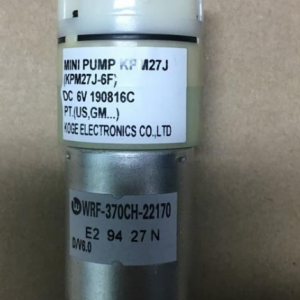 MINI PUMP KPM27J
(KPM27J-6F)
DC 6V 190816C
PT.(US,GM...)
KOGE ELECTRONICS CO.,LTD
WRF-370CH-22170
E2 94 27 N
D/V6.0